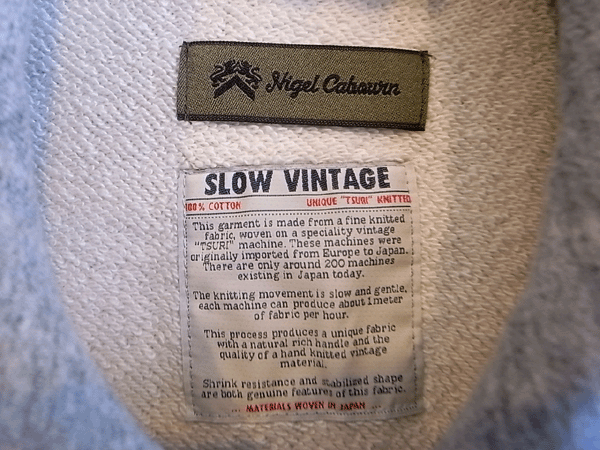 Nigel Cabourn
SLOW VINTAGE
100% COTTON UNIQUE "TSURI" KNITTED
This garment is made from a fine knitted
fabric, woven on a speciality vintage
"TSURI" machine. These machines were
originally imported from Europe to Japan.
There are only around 200 machines
existing in Japan today.
The knitting movement is slow and gentle,
each machine can produce about 1 meter
of fabric per hour.
This process produces a unique fabric
with a natural rich handle and the
quality of a hand knitted vintage
material.
Shrink resistance and stabilized shape
are both genuine features of this fabric.
... MATERIALS WOVEN IN JAPAN ...